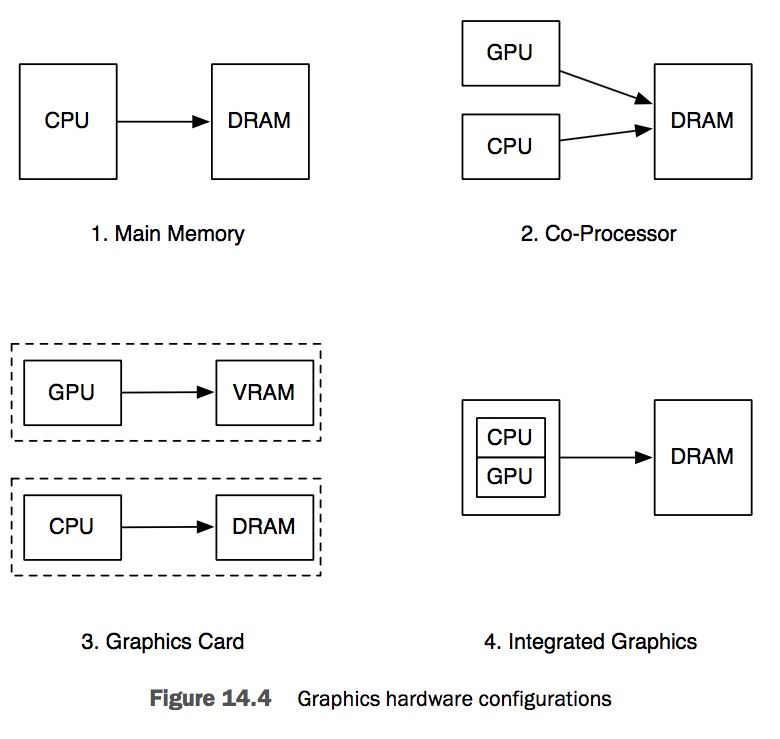 CPU
DRAM
1. Main Memory
GPU
CPU
DRAM
2. Co-Processor
GPU
VRAM
CPU
DRAM
3. Graphics Card
CPU
GPU
DRAM
4. Integrated Graphics
Figure 14.4 Graphics hardware configurations